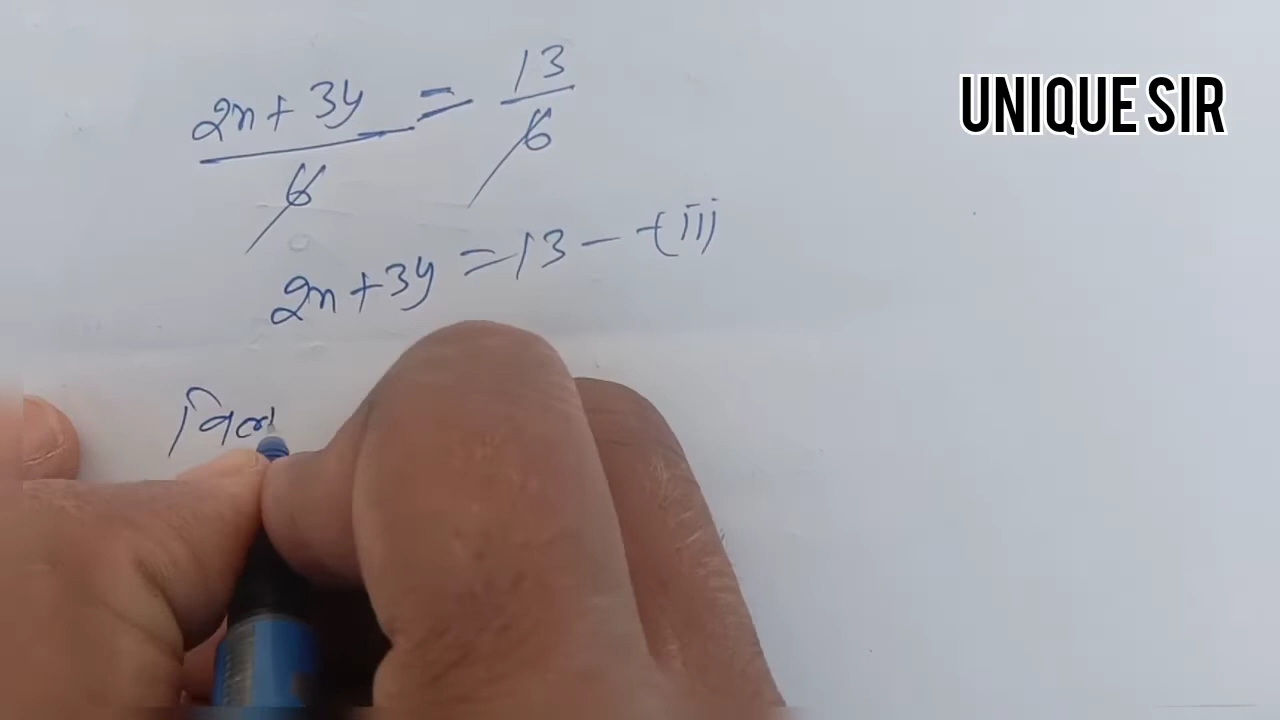 UNIQUE SIR
2x + 3y / 6 = 13 / 6
2x + 3y = 13 - - (ii)